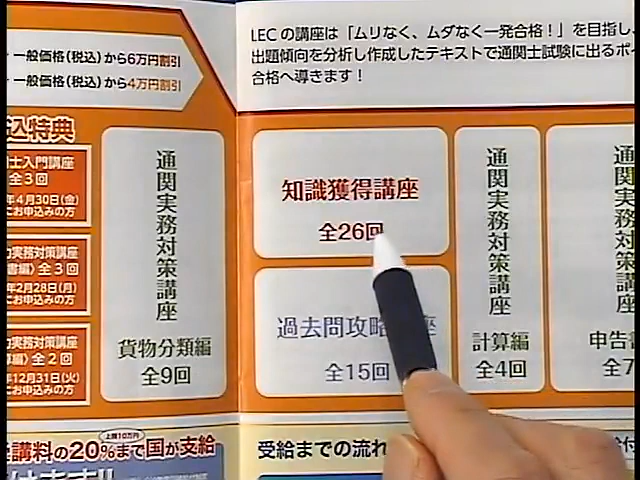 一般価格(税込)から6万円割引
一般価格(税込)から4万円割引
LECの講座は「ムリなく、ムダなく一発合格！」を目指し、
出題傾向を分析し作成したテキストで通関士試験に出るポ
合格へ導きます！
込特典
士入門講座
全3回
年4月30日(金)
にお申込みの方
実務対策講座
書編〉全3回
年2月28日(月)
にお申込みの方
実務対策講座
算編〉全2回
年12月31日(火)
にお申込みの方
通関実務対策講座
貨物分類編
全9回
知識獲得講座
全26回
過去問攻略 座
全15回
通関実務対策講座
計算編
全4回
通関実務対策講座
申告書
全7
講料の20%まで国が支給
上限10万円
受給までの流れ